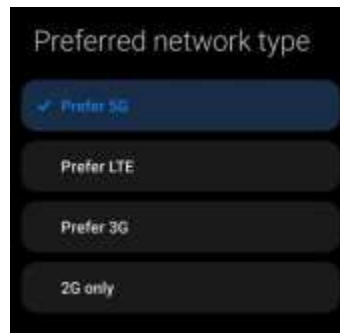 Preferred network type
Prefer 5G
Prefer LTE
Prefer 3G
2G only